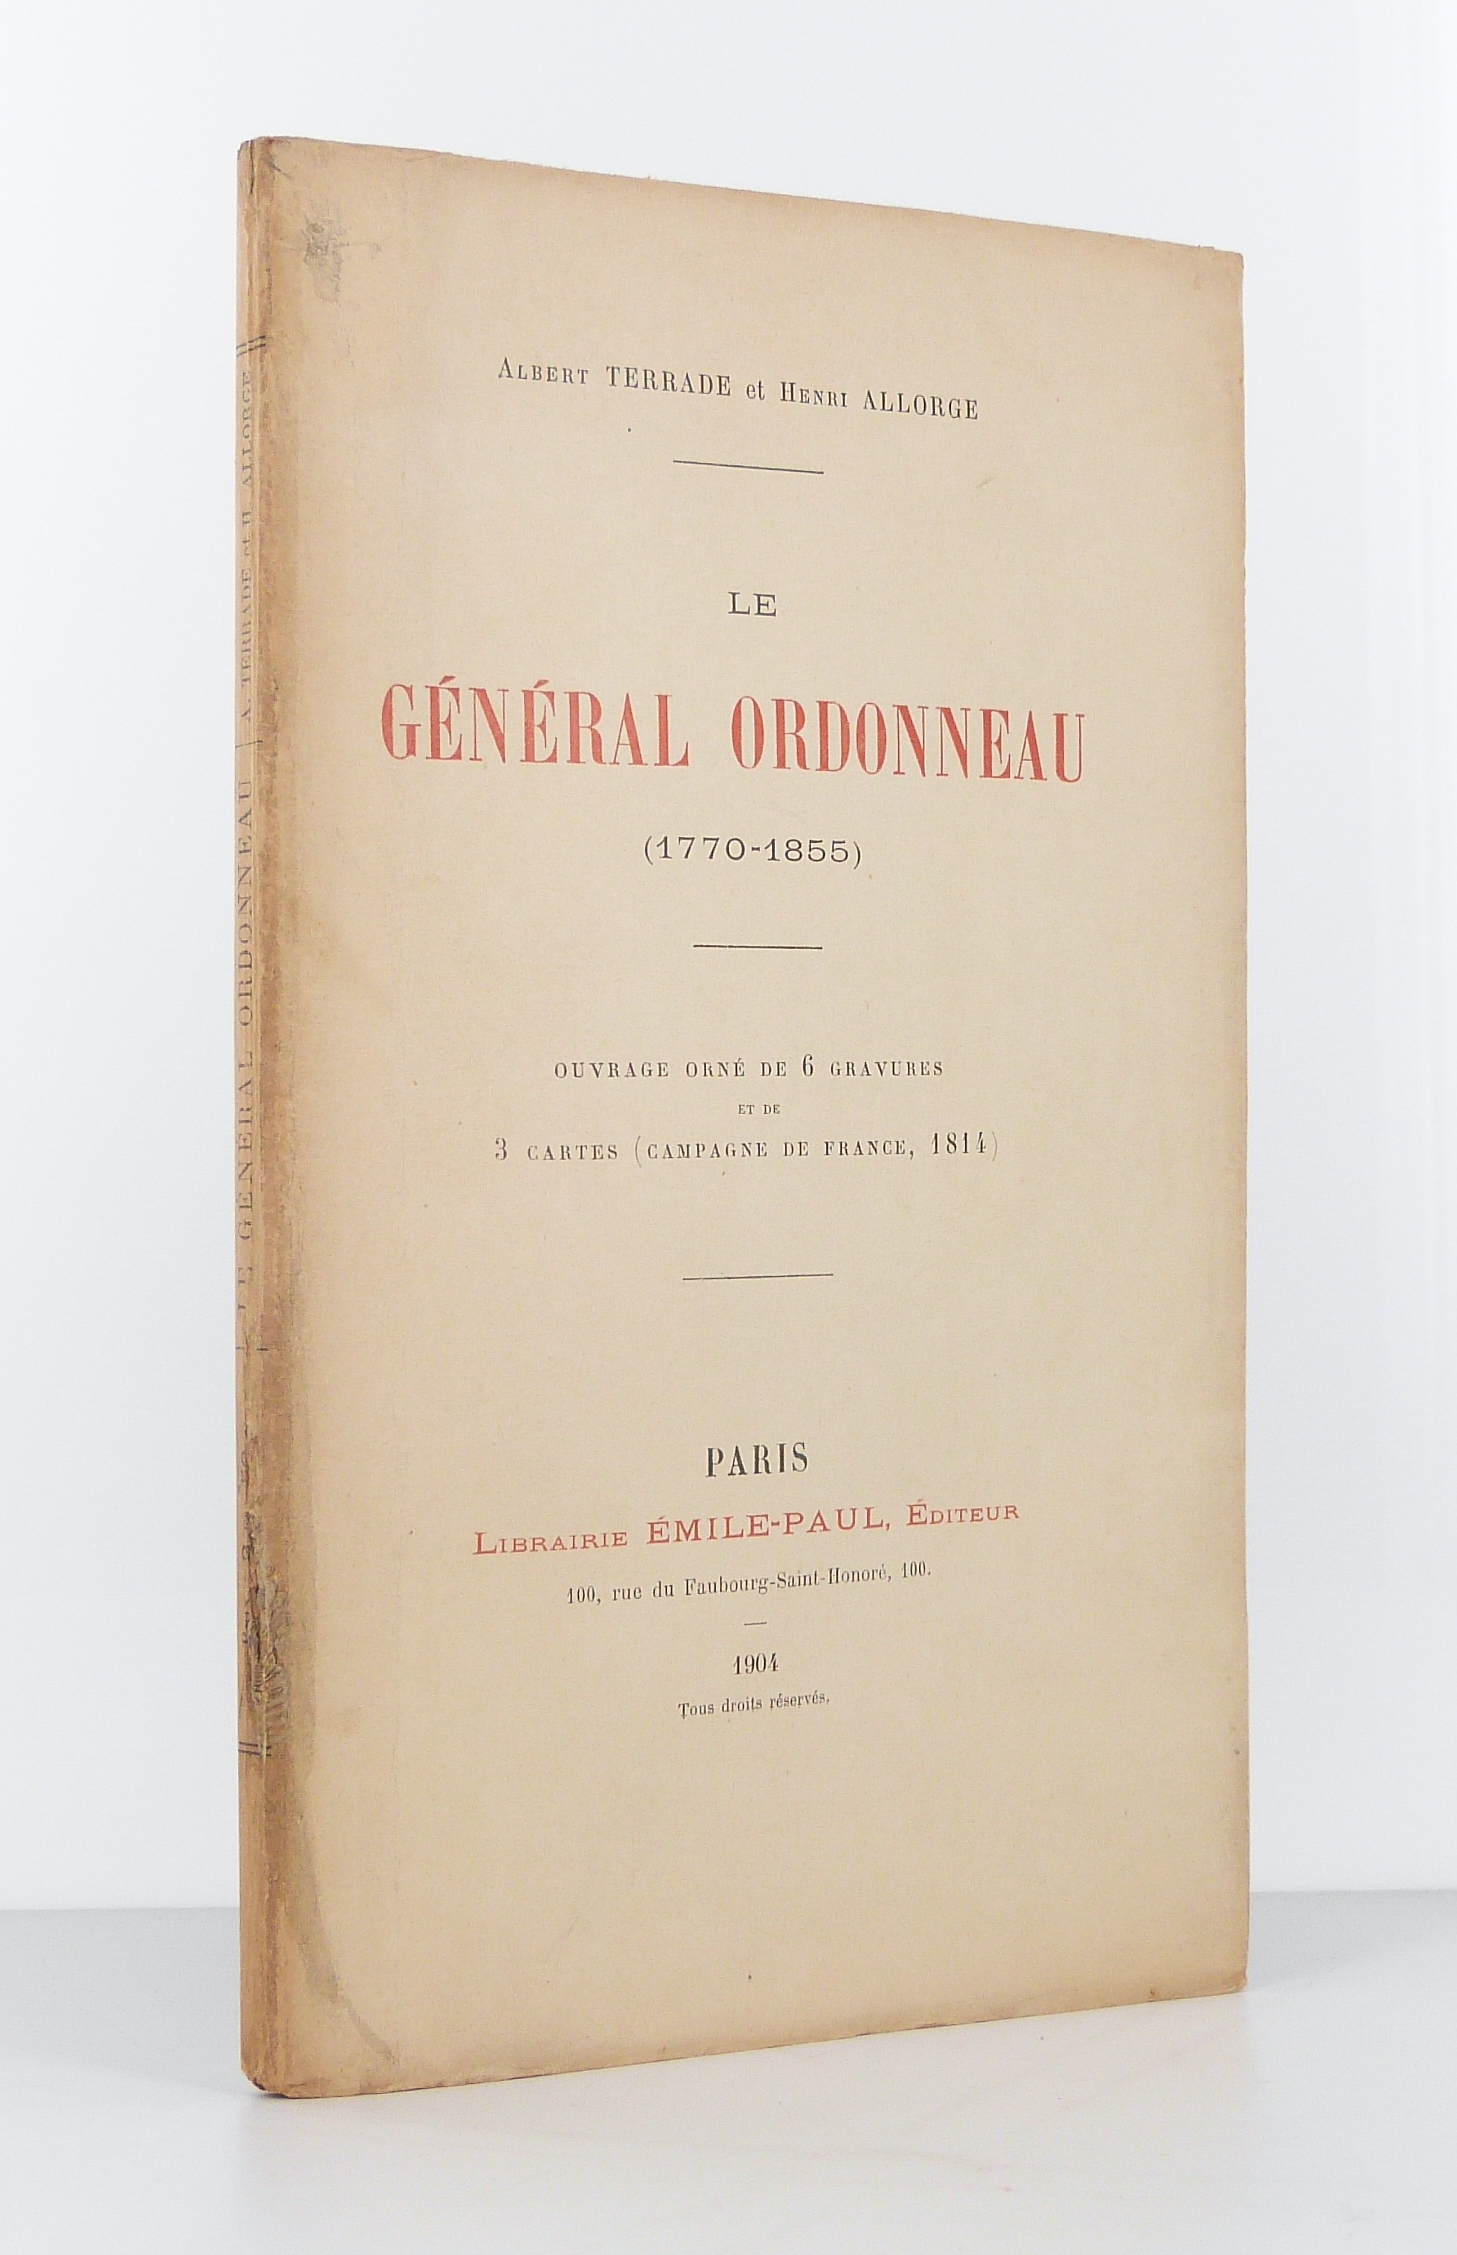 Albert TERRADE et Henri ALLORGE
LE
GÉNÉRAL ORDONNEAU
(1770-1855)
OUVRAGE ORNÉ DE 6 GRAVURES
ET DE
3 CARTES (CAMPAGNE DE FRANCE, 1814)
PARIS
Librairie ÉMILE-PAUL, Éditeur
100, rue du Faubourg-Saint-Honoré, 100.
1904
Tous droits réservés.
LE GÉNÉRAL ORDONNEAU | A. TERRADE et H. ALLORGE